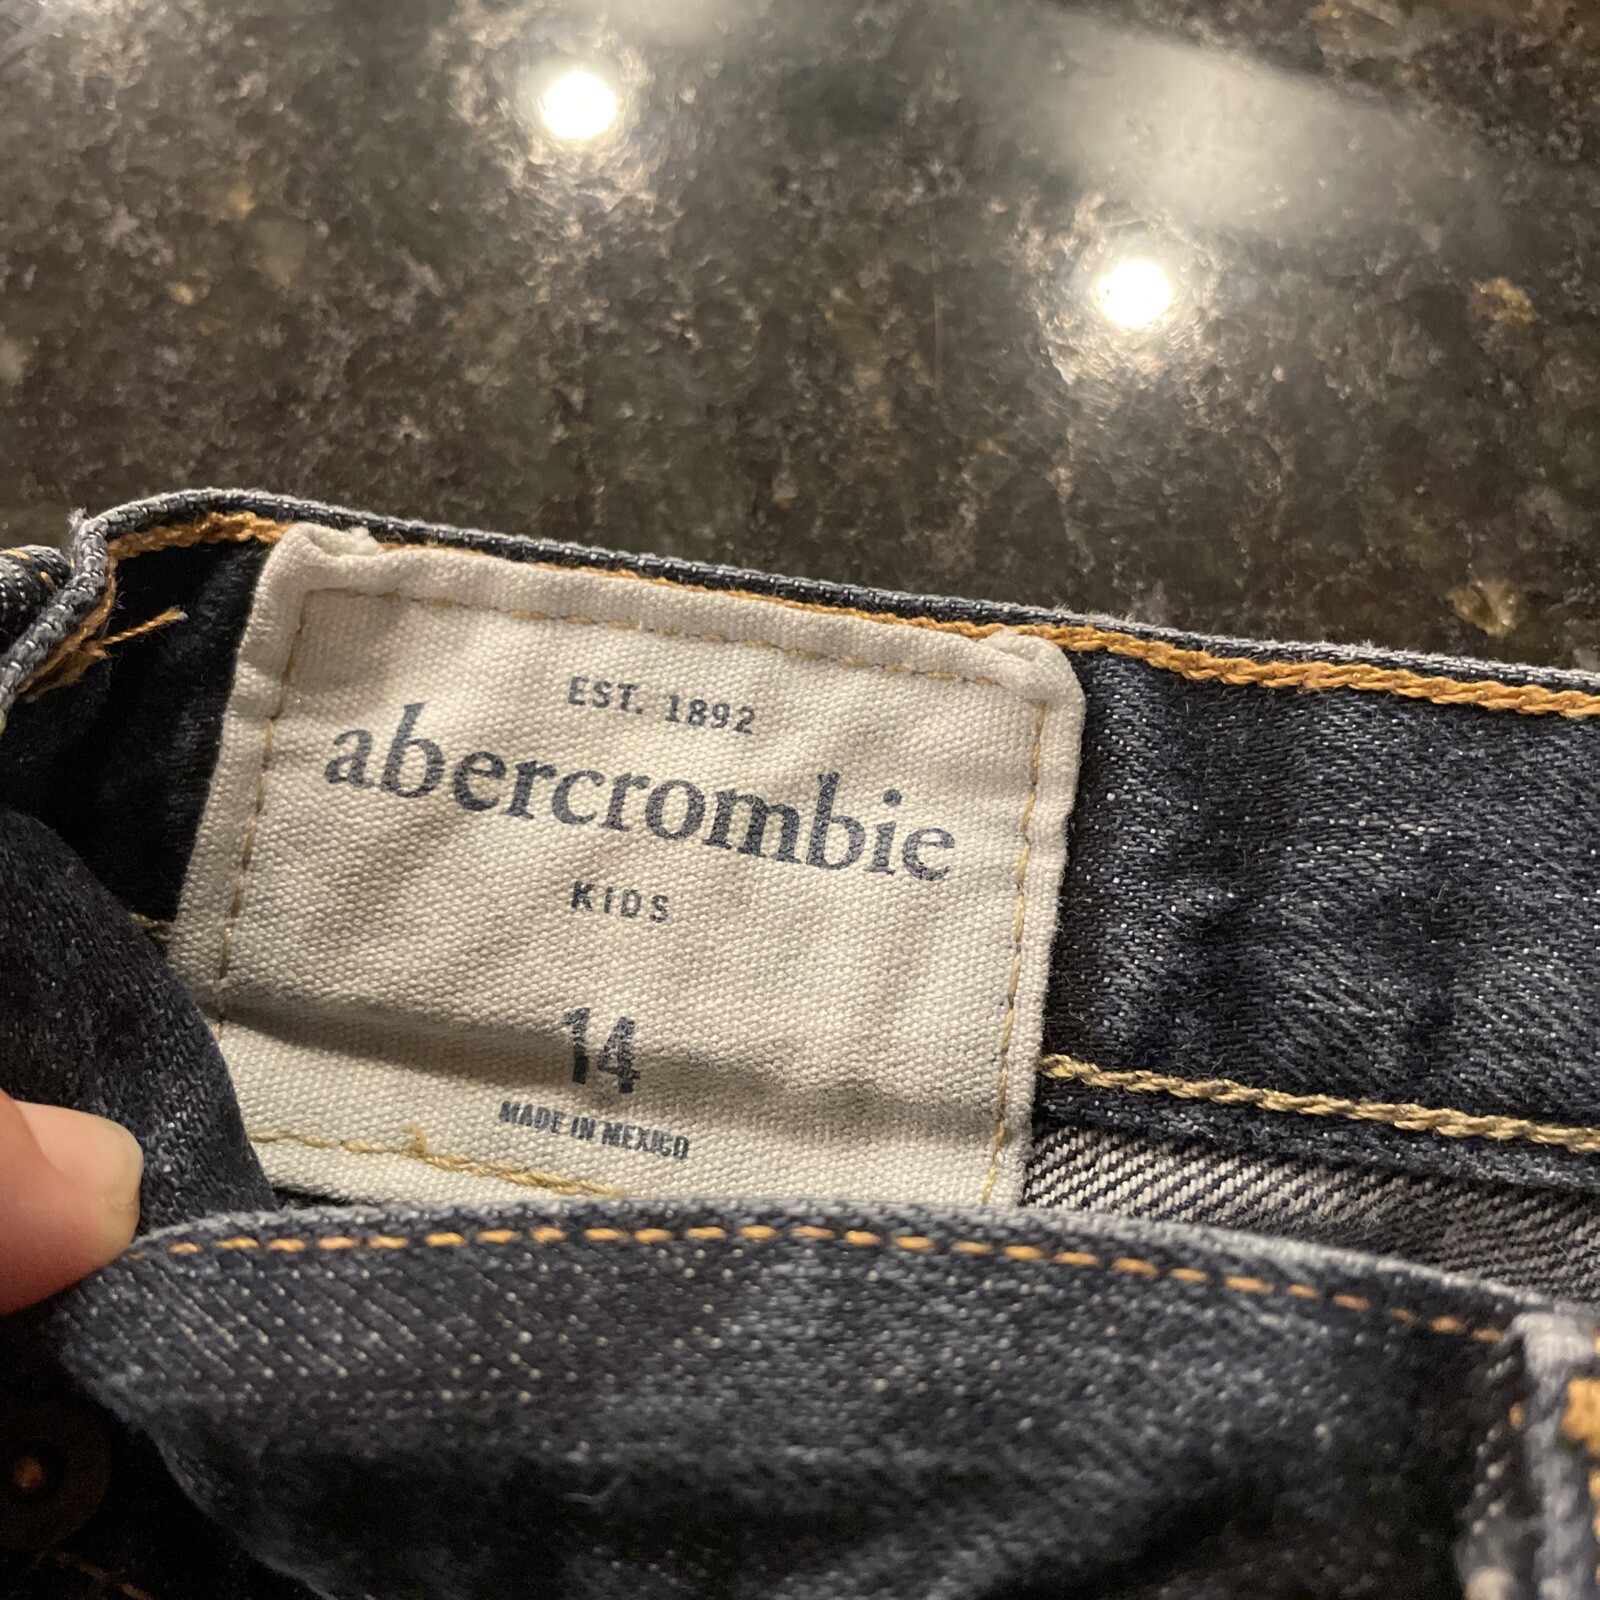 EST. 1892
abercrombie
KIDS
14
MADE IN MEXICO